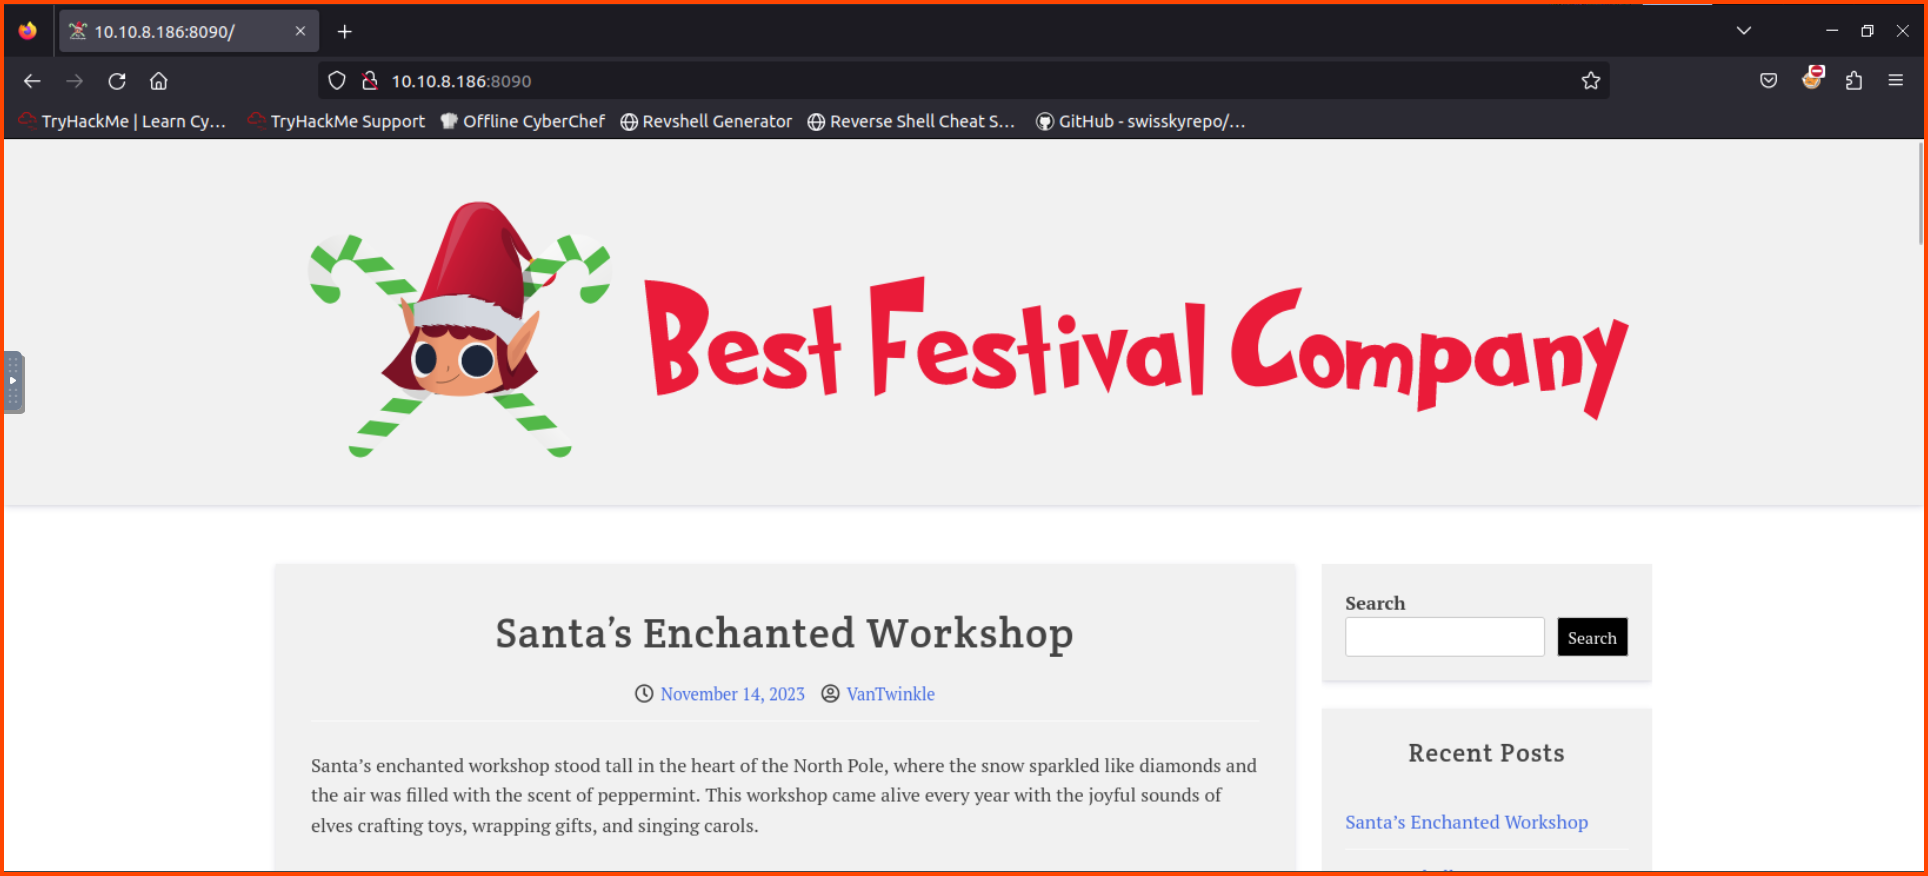 10.10.8.186:8090/
10.10.8.186:8090
TryHackMe | Learn Cy... TryHackMe Support Offline CyberChef Revshell Generator Reverse Shell Cheat S... GitHub - swisskyrepo/...
Best Festival Company
Santa’s Enchanted Workshop
November 14, 2023 VanTwinkle
Santa’s enchanted workshop stood tall in the heart of the North Pole, where the snow sparkled like diamonds and
the air was filled with the scent of peppermint. This workshop came alive every year with the joyful sounds of
elves crafting toys, wrapping gifts, and singing carols.
Search
Search
Recent Posts
Santa’s Enchanted Workshop